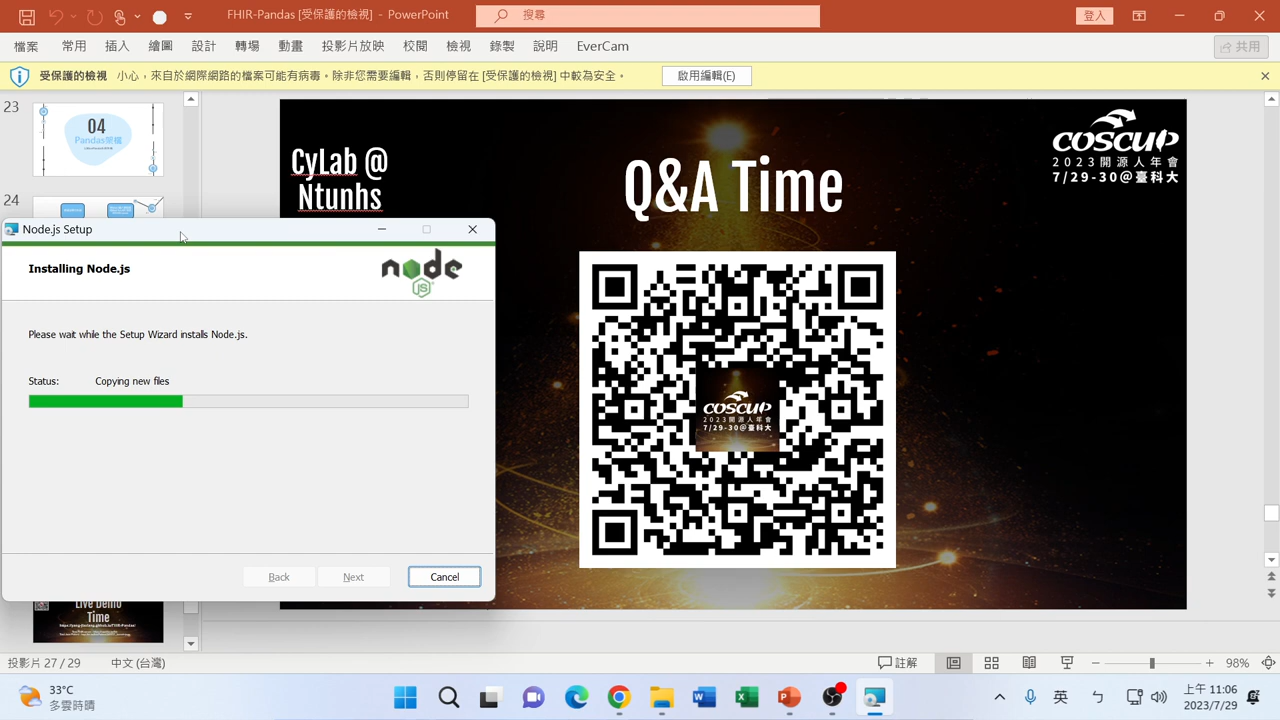 FHIR-Pandas [受保護的檢視] - PowerPoint
搜尋
登入
檔案 常用 插入 繪圖 設計 轉場 動畫 投影片放映 校閱 檢視 錄製 說明 EverCam
共用
受保護的檢視 小心，來自於網際網路的檔案可能有病毒。除非您需要編輯，否則停留在 [受保護的檢視] 中較為安全。
啟用編輯(E)
23
04
Pandas架構
24
CyLab @
Ntunhs
Q&A Time
COSCUP
2023開源人年會
7/29-30@臺科大
COSCUP
2023開源人年會
7/29-30@臺科大
Node.js Setup
Installing Node.js
node
JS
Please wait while the Setup Wizard installs Node.js.
Status: Copying new files
Back Next Cancel
Live Demo
Time
投影片 27 / 29 中文 (台灣)
註解
98%
33°C
多雲時晴
英
ㄅ
上午 11:06
2023/7/29